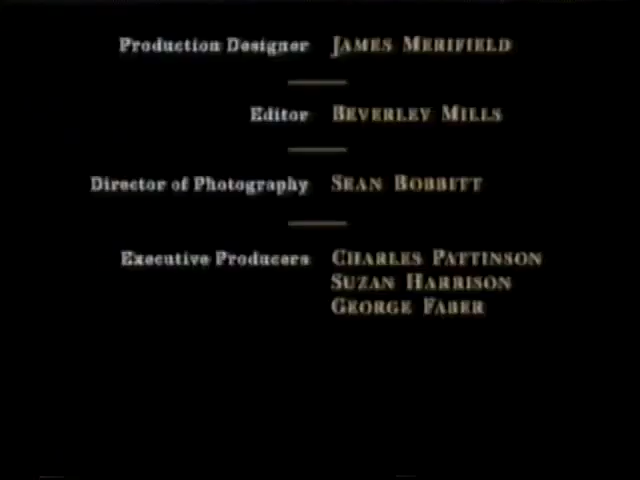 Production Designer JAMES MERIFIELD
Editor BEVERLEY MILLS
Director of Photography SEAN BOBBITT
Executive Producers CHARLES PATTINSON
SUZAN HARRISON
GEORGE FABER